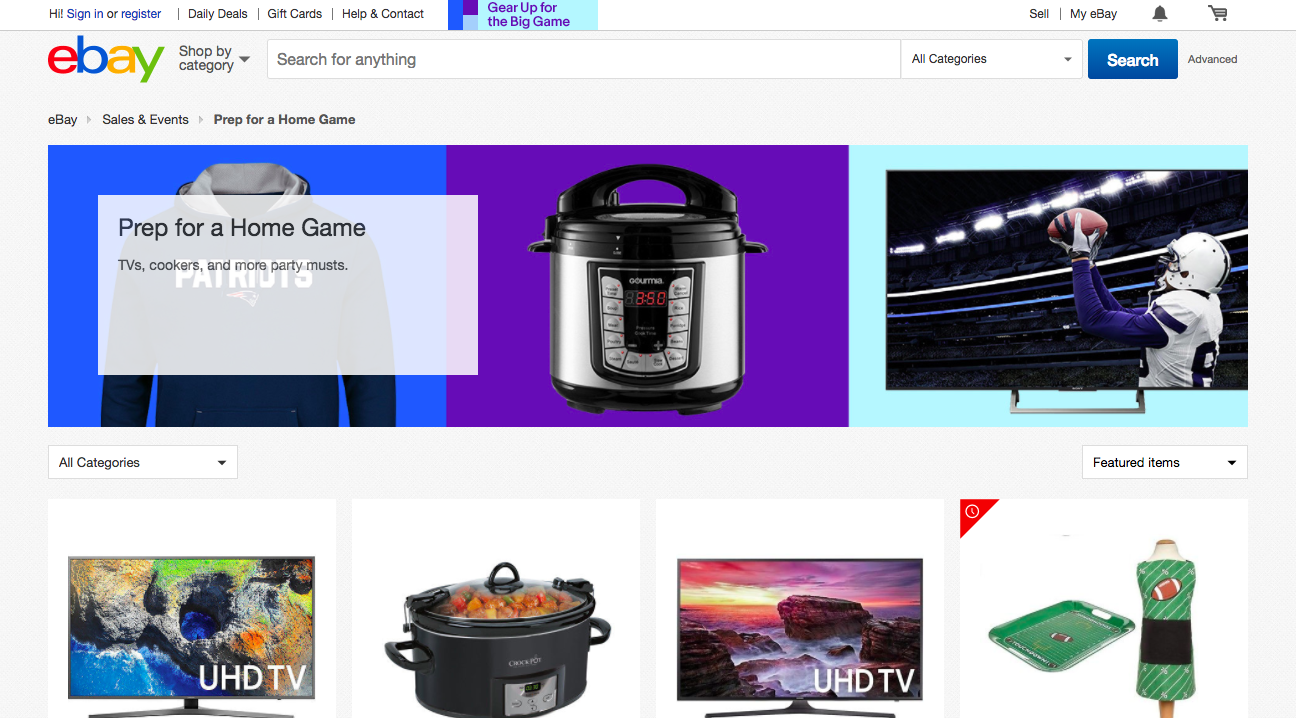 Hi! Sign in or register
Daily Deals
Gift Cards
Help & Contact
Gear Up for
the Big Game
Sell
My eBay
ebay
Shop by
category
Search for anything
All Categories
Search
Advanced
eBay
Sales & Events
Prep for a Home Game
Prep for a Home Game
TVs, cookers, and more party musts.
PATRIOTS
GOURMIA
SONY
All Categories
Featured items
UHD TV
CROCK-POT
UHD TV